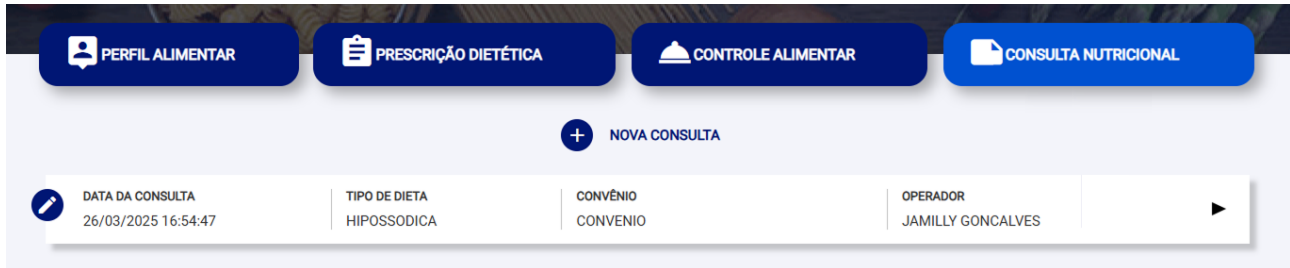 PERFIL ALIMENTAR
PRESCRIÇÃO DIETÉTICA
CONTROLE ALIMENTAR
CONSULTA NUTRICIONAL
NOVA CONSULTA
DATA DA CONSULTA
26/03/2025 16:54:47
TIPO DE DIETA
HIPOSSODICA
CONVÊNIO
CONVENIO
OPERADOR
JAMILLY GONCALVES